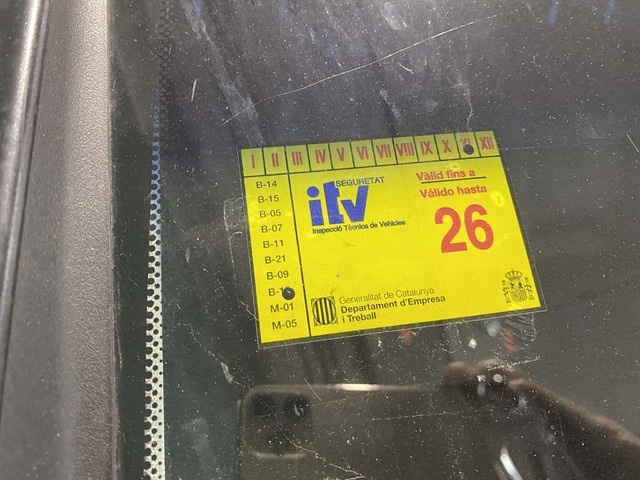 I II III IV V VI VII VIII IX X XII
B-14
B-15
B-05
B-07
B-11
B-21
B-09
M-01
M-05
SEGURETAT
itv
Inspecció Tècnica de Vehicles
Vàlid fins a
Válido hasta
26
Generalitat de Catalunya
Departament d'Empresa
i Treball